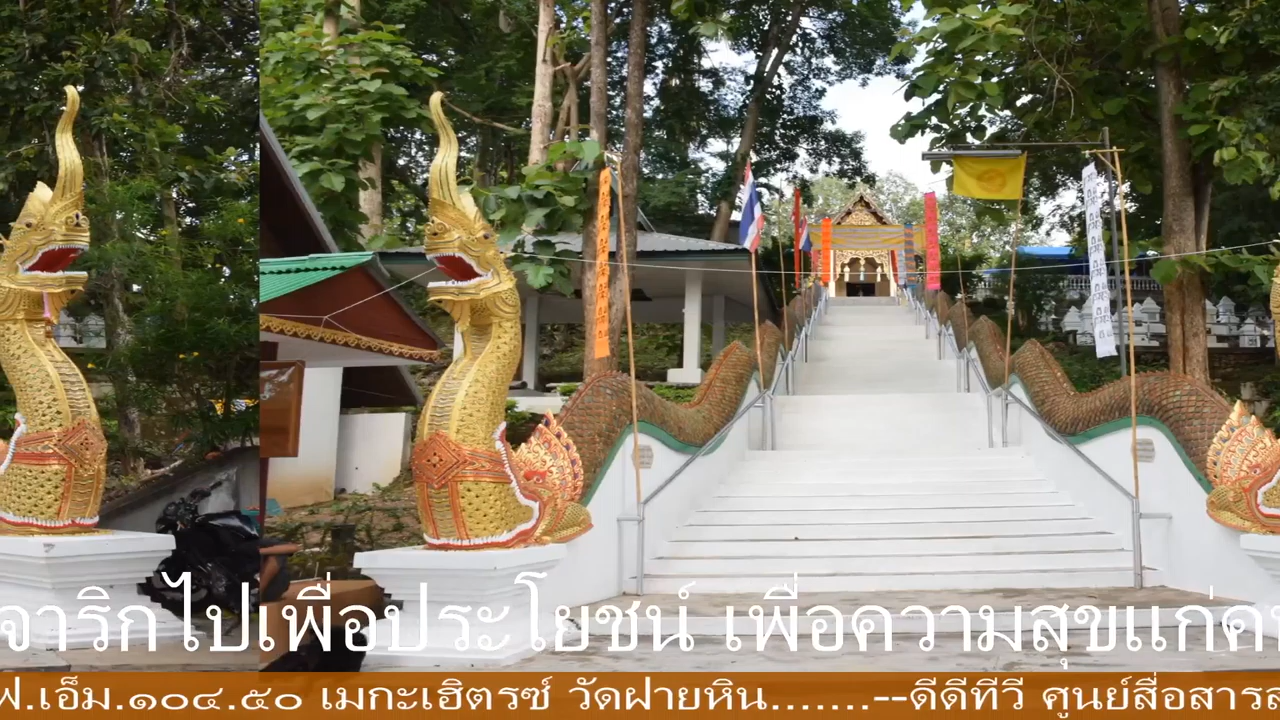 จาริกไปเพื่อประโยชน์ เพื่อความสุขแก่ค
ฟ.เอ็ม.๑๐๔.๕๐ เมกะเฮิตรซ์ วัดฝายหิน.......--ดีดีทีวี ศูนย์สื่อสารส